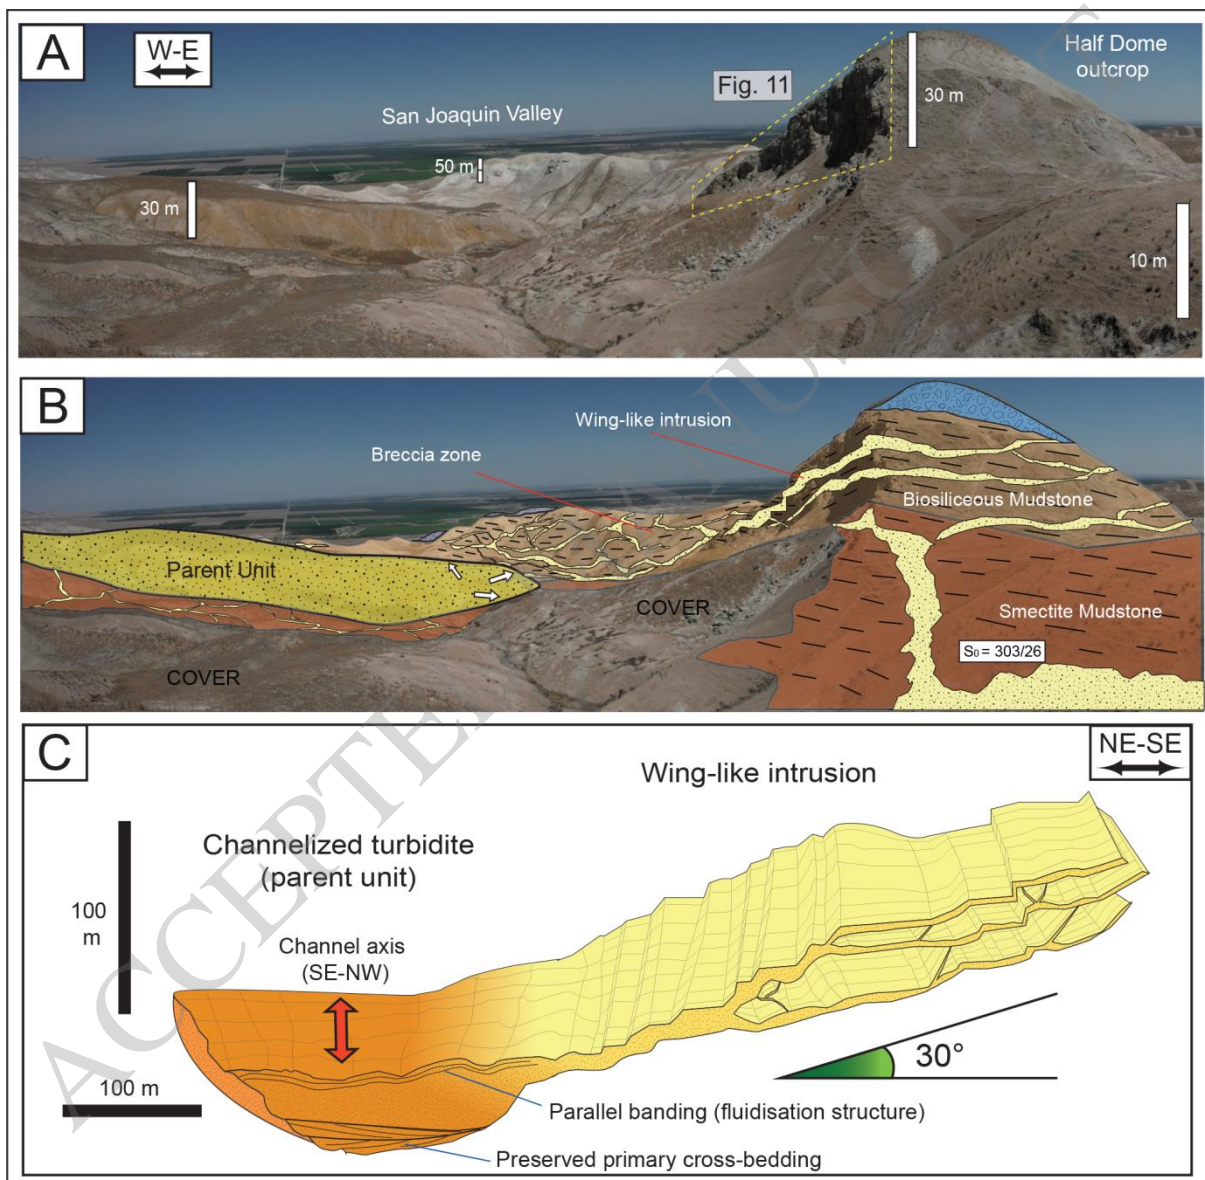 A
W-E
San Joaquin Valley
Fig. 11
Half Dome
outcrop
30 m
50 m
30 m
10 m
B
Wing-like intrusion
Breccia zone
Biosiliceous Mudstone
Parent Unit
COVER
Smectite Mudstone
S0 = 303/26
COVER
C
NE-SE
Wing-like intrusion
Channelized turbidite
(parent unit)
100
m
Channel axis
(SE-NW)
30°
100 m
Parallel banding (fluidisation structure)
Preserved primary cross-bedding
ACCEPTED MANUSCRIPT